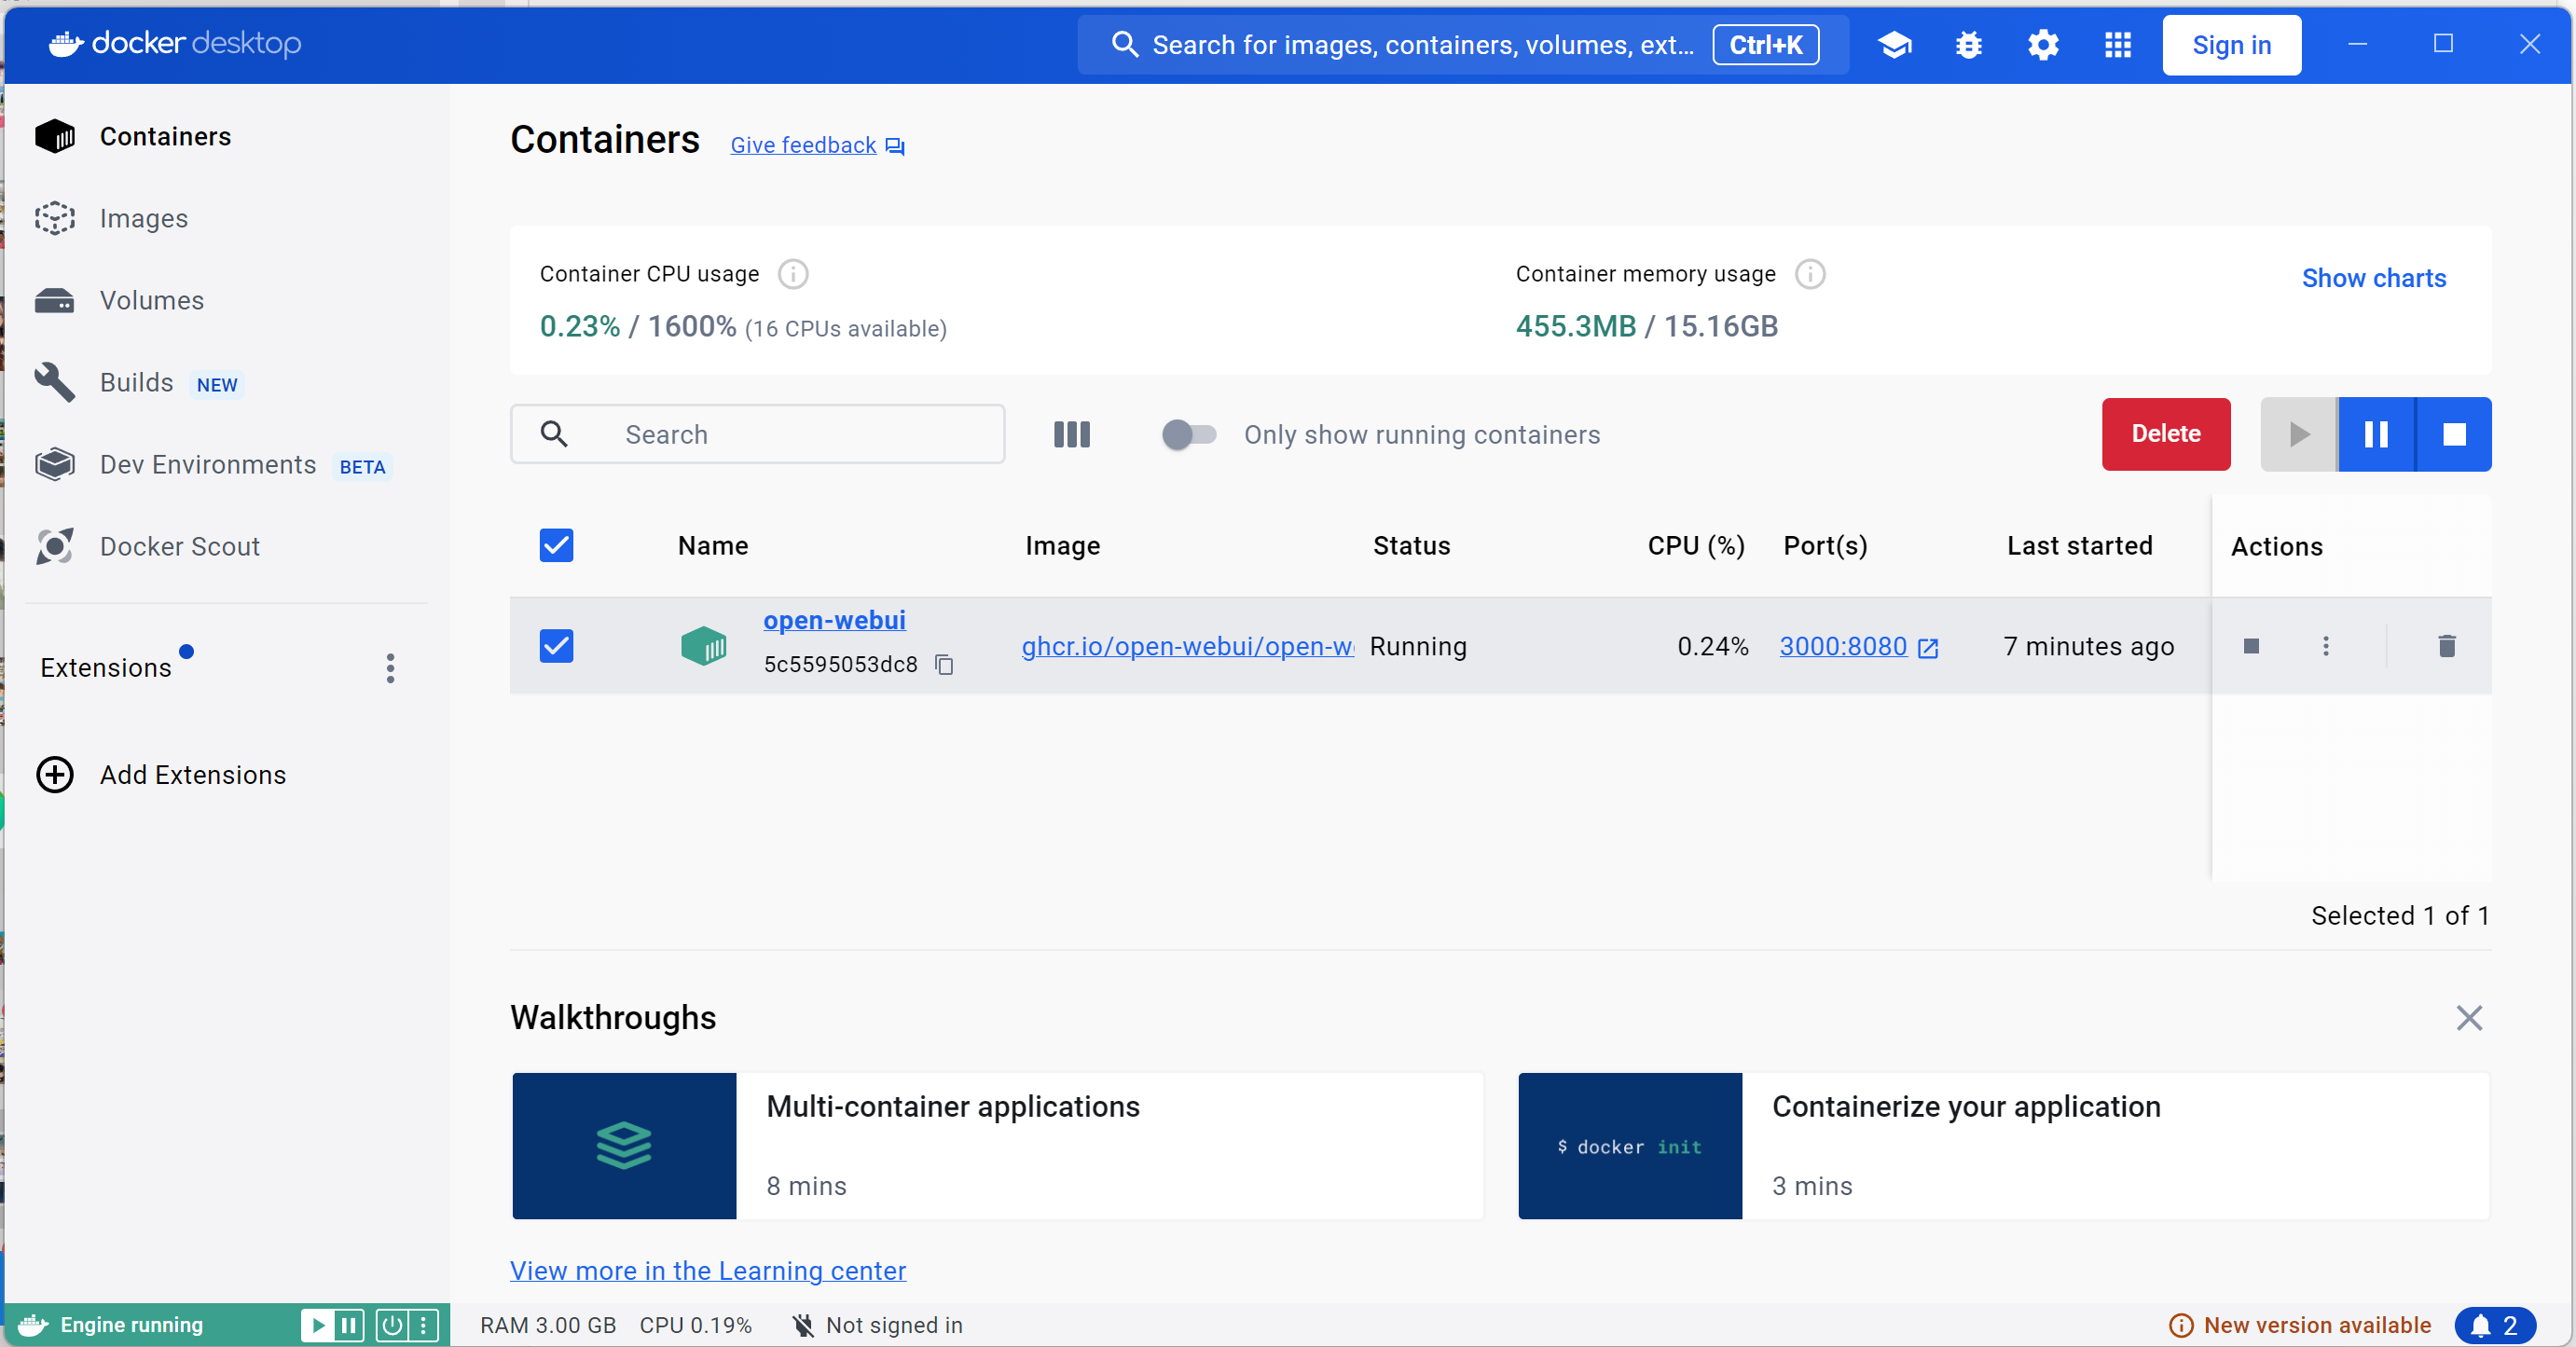 docker desktop
Search for images, containers, volumes, ext...
Ctrl+K
Sign in
Containers
Images
Volumes
Builds NEW
Dev Environments BETA
Docker Scout
Extensions
Add Extensions
Containers Give feedback
Container CPU usage
0.23% / 1600% (16 CPUs available)
Container memory usage
455.3MB / 15.16GB
Show charts
Search
Only show running containers
Delete
Name Image Status CPU (%) Port(s) Last started Actions
open-webui
5c5595053dc8
ghcr.io/open-webui/open-w
Running 0.24% 3000:8080 7 minutes ago
Selected 1 of 1
Walkthroughs
Multi-container applications
8 mins
$ docker init
Containerize your application
3 mins
View more in the Learning center
Engine running
RAM 3.00 GB CPU 0.19% Not signed in
New version available 2